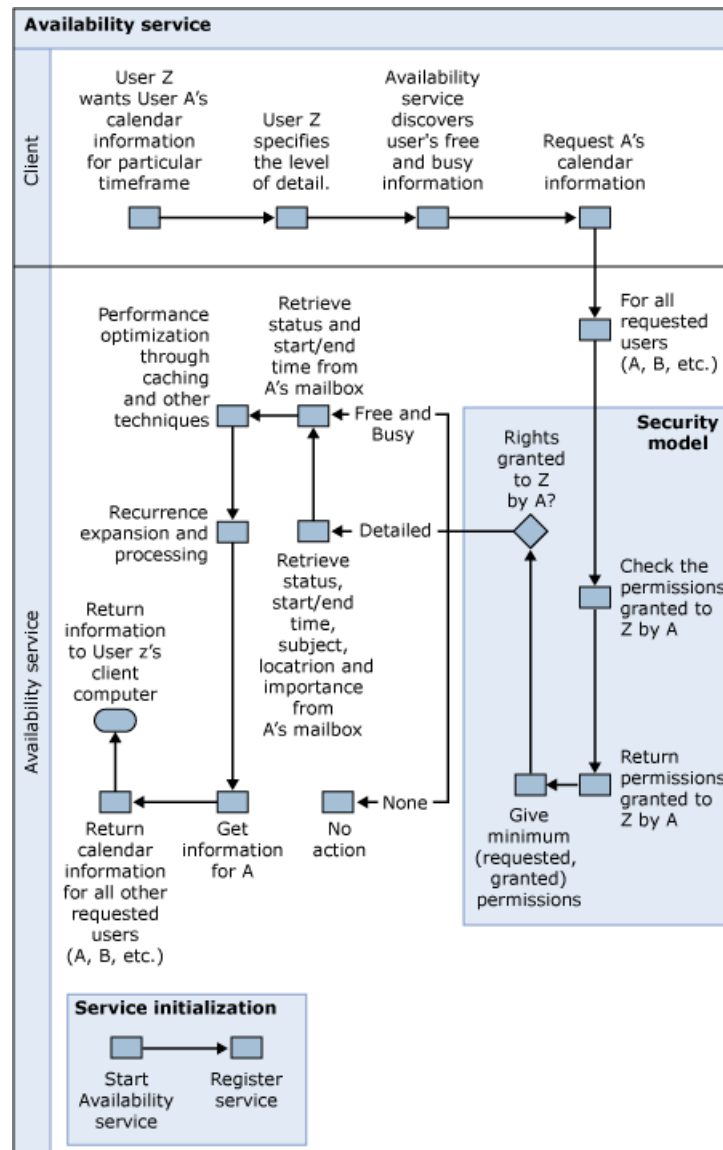 Availability service
Client
User Z
wants User A's
calendar
information
for particular
timeframe
User Z
specifies
the level
of detail.
Availability
service
discovers
user's free
and busy
information
Request A's
calendar
information
Availability service
For all
requested
users
(A, B, etc.)
Performance
optimization
through
caching
and other
techniques
Retrieve
status and
start/end
time from
A's mailbox
Free and
Busy
Security
model
Rights
granted
to Z
by A?
Recurrence
expansion and
processing
Detailed
Retrieve
status,
start/end
time,
subject,
locatrion and
importance
from
A's mailbox
Check the
permissions
granted to
Z by A
Return
information
to User z's
client
computer
Return
permissions
granted to
Z by A
Give
minimum
(requested,
granted)
permissions
None
No
action
Get
information
for A
Return
calendar
information
for all other
requested
users
(A, B, etc.)
Service initialization
Start
Availability
service
Register
service